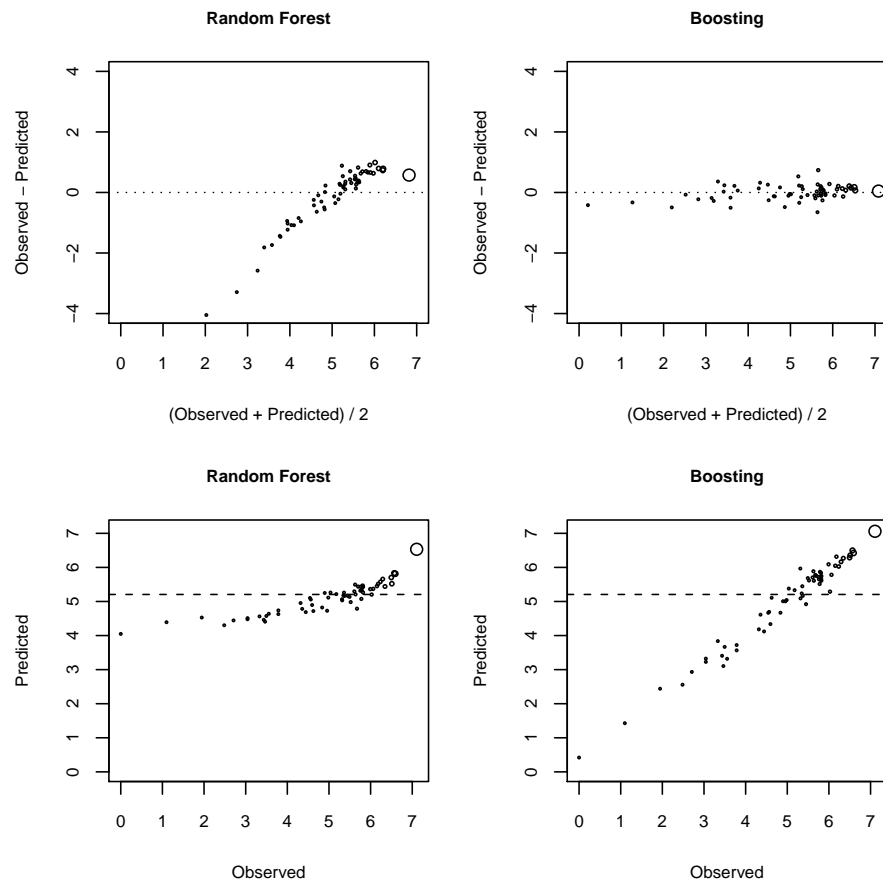 Random Forest
Boosting
4
2
0
−2
−4
Observed − Predicted
0 1 2 3 4 5 6 7
(Observed + Predicted) / 2
4
2
0
−2
−4
Observed − Predicted
0 1 2 3 4 5 6 7
(Observed + Predicted) / 2
Random Forest
Boosting
7
6
5
4
3
2
1
0
Predicted
0 1 2 3 4 5 6 7
Observed
7
6
5
4
3
2
1
0
Predicted
0 1 2 3 4 5 6 7
Observed